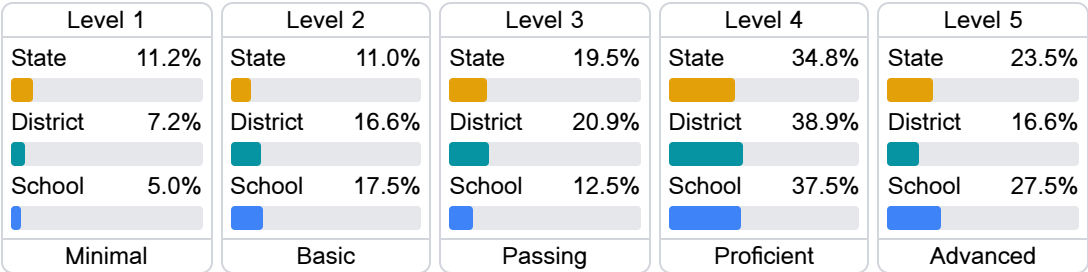 Level 1
State 11.2%
District 7.2%
School 5.0%
Minimal
Level 2
State 11.0%
District 16.6%
School 17.5%
Basic
Level 3
State 19.5%
District 20.9%
School 12.5%
Passing
Level 4
State 34.8%
District 38.9%
School 37.5%
Proficient
Level 5
State 23.5%
District 16.6%
School 27.5%
Advanced